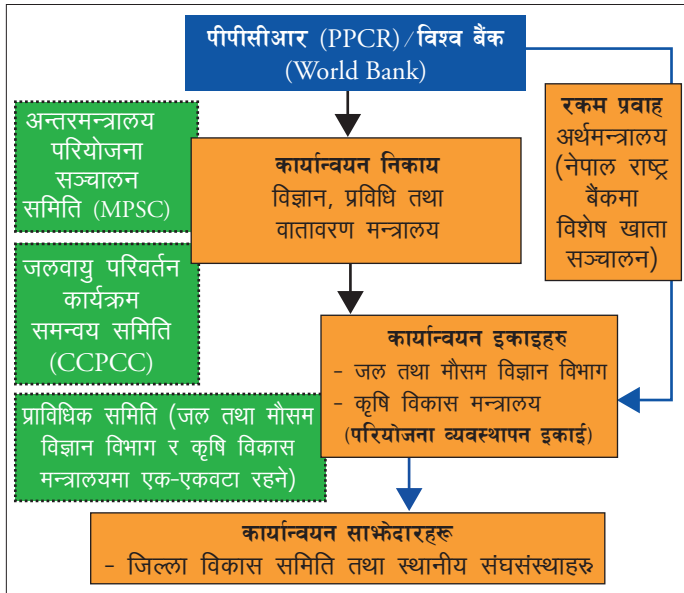 पीपीसीआर (PPCR)/विश्व बैंक
(World Bank)
रकम प्रवाह
अर्थमन्त्रालय
(नेपाल राष्ट्र
बैंकमा
विशेष खाता
सञ्चालन)
अन्तरमन्त्रालय
परियोजना
सञ्चालन
समिति (MPSC)
कार्यान्वयन निकाय
विज्ञान, प्रविधि तथा
वातावरण मन्त्रालय
जलवायु परिवर्तन
कार्यक्रम
समन्वय समिति
(CCPCC)
कार्यान्वयन इकाइहरु
- जल तथा मौसम विज्ञान विभाग
- कृषि विकास मन्त्रालय
(परियोजना व्यवस्थापन इकाई)
प्राविधिक समिति (जल तथा मौसम
विज्ञान विभाग र कृषि विकास
मन्त्रालयमा एक-एकवटा रहने)
कार्यान्वयन साझेदारहरू
- जिल्ला विकास समिति तथा स्थानीय संघसंस्थाहरु